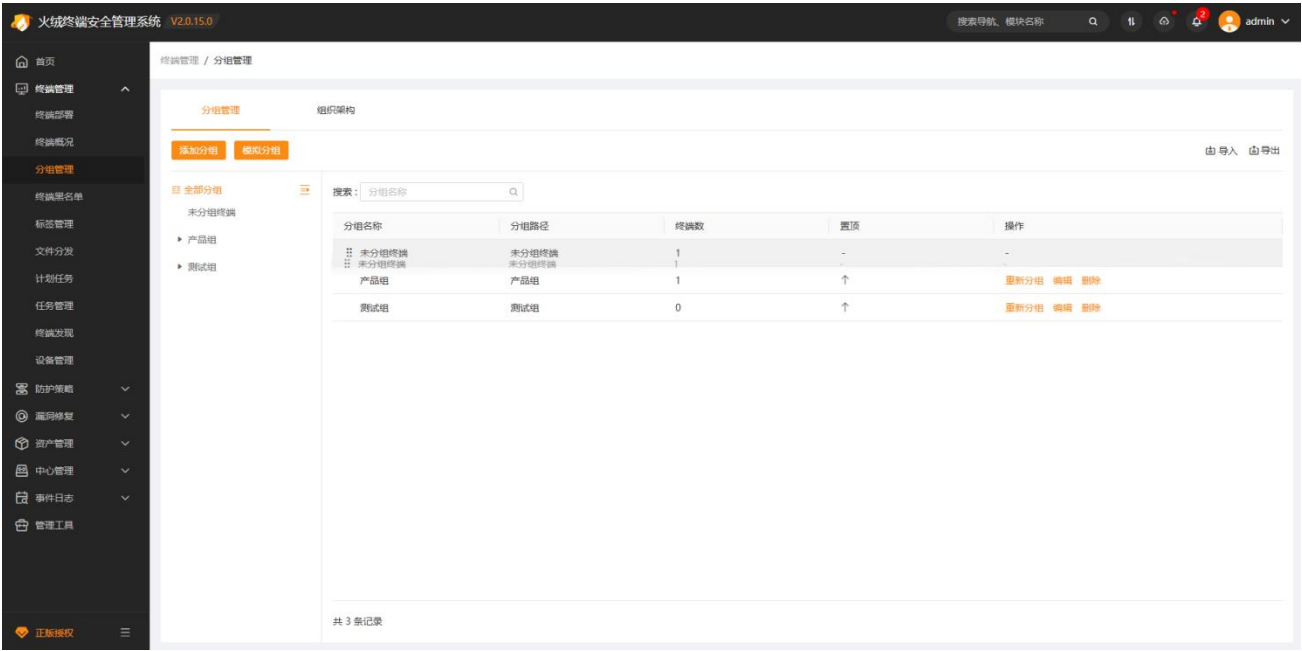 火绒终端安全管理系统 V2.0.15.0 搜索导航、模块名称 2 admin
首页
终端管理
终端部署
终端概况
分组管理
终端黑名单
标签管理
文件分发
计划任务
任务管理
终端发现
设备管理
防护策略
漏洞修复
资产管理
中心管理
事件日志
管理工具
正版授权
终端管理 / 分组管理
分组管理 组织架构
添加分组 模拟分组 导入 导出
全部分组
未分组终端
产品组
测试组
搜索： 分组名称
分组名称 分组路径 终端数 置顶 操作
未分组终端 未分组终端 1 - -
未分组终端 未分组终端 1 - -
产品组 产品组 1 ↑ 重新分组 编辑 删除
测试组 测试组 0 ↑ 重新分组 编辑 删除
共 3 条记录